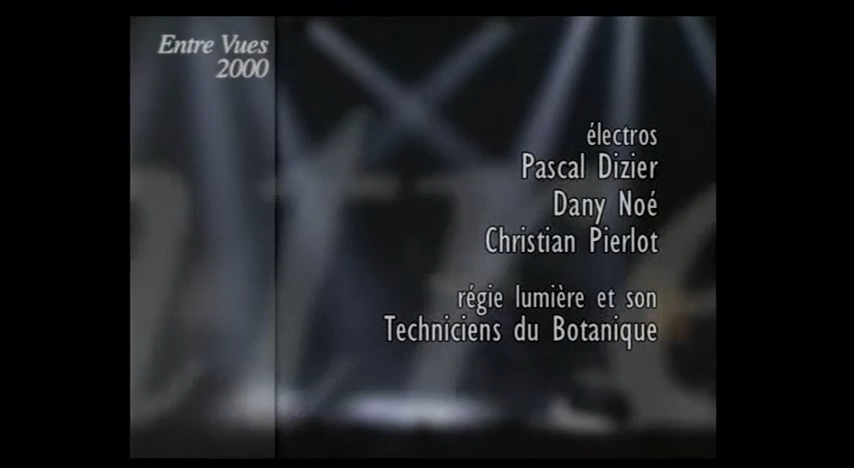 Entre Vues
2000
électros
Pascal Dizier
Dany Noé
Christian Pierlot
régie lumière et son
Techniciens du Botanique